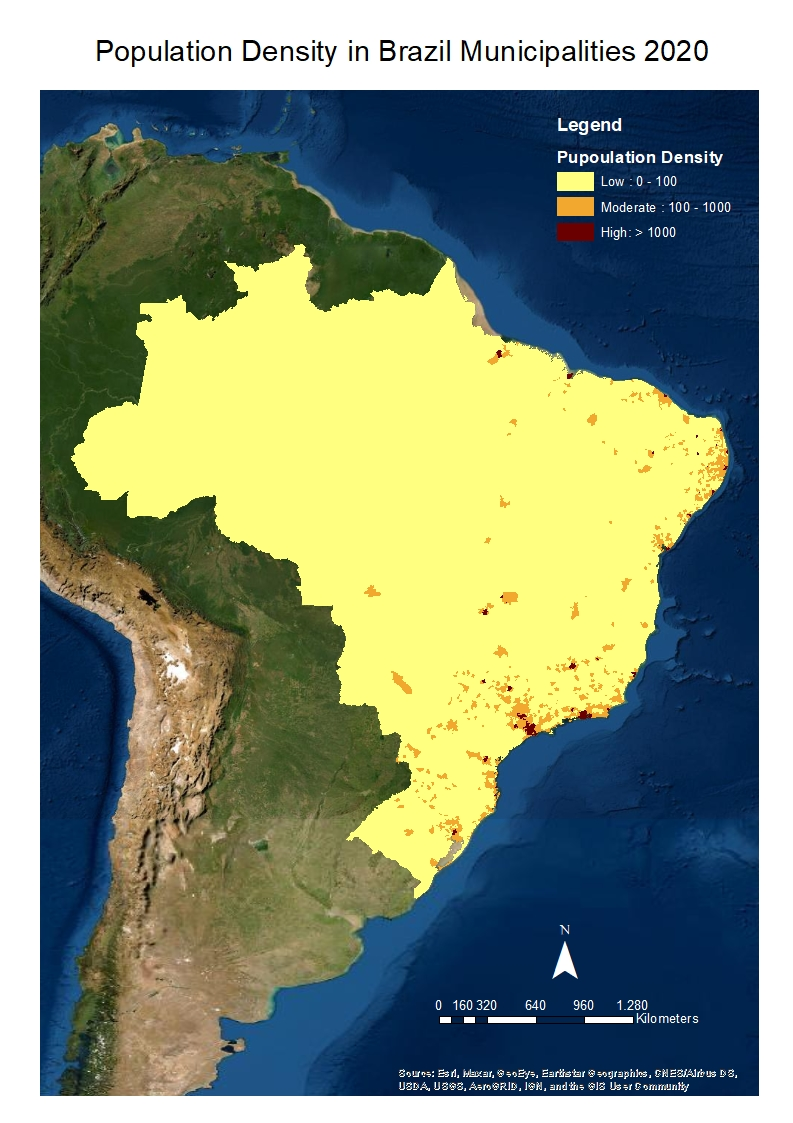 Population Density in Brazil Municipalities 2020
Legend
Pupoulation Density
Low : 0 - 100
Moderate : 100 - 1000
High: > 1000
N
0 160 320 640 960 1.280
Kilometers
Source: Esri, Maxar, GeoEye, Earthstar Geographics, CNES/Airbus DS,
USDA, USGS, AeroGRID, IGN, and the GIS User Community